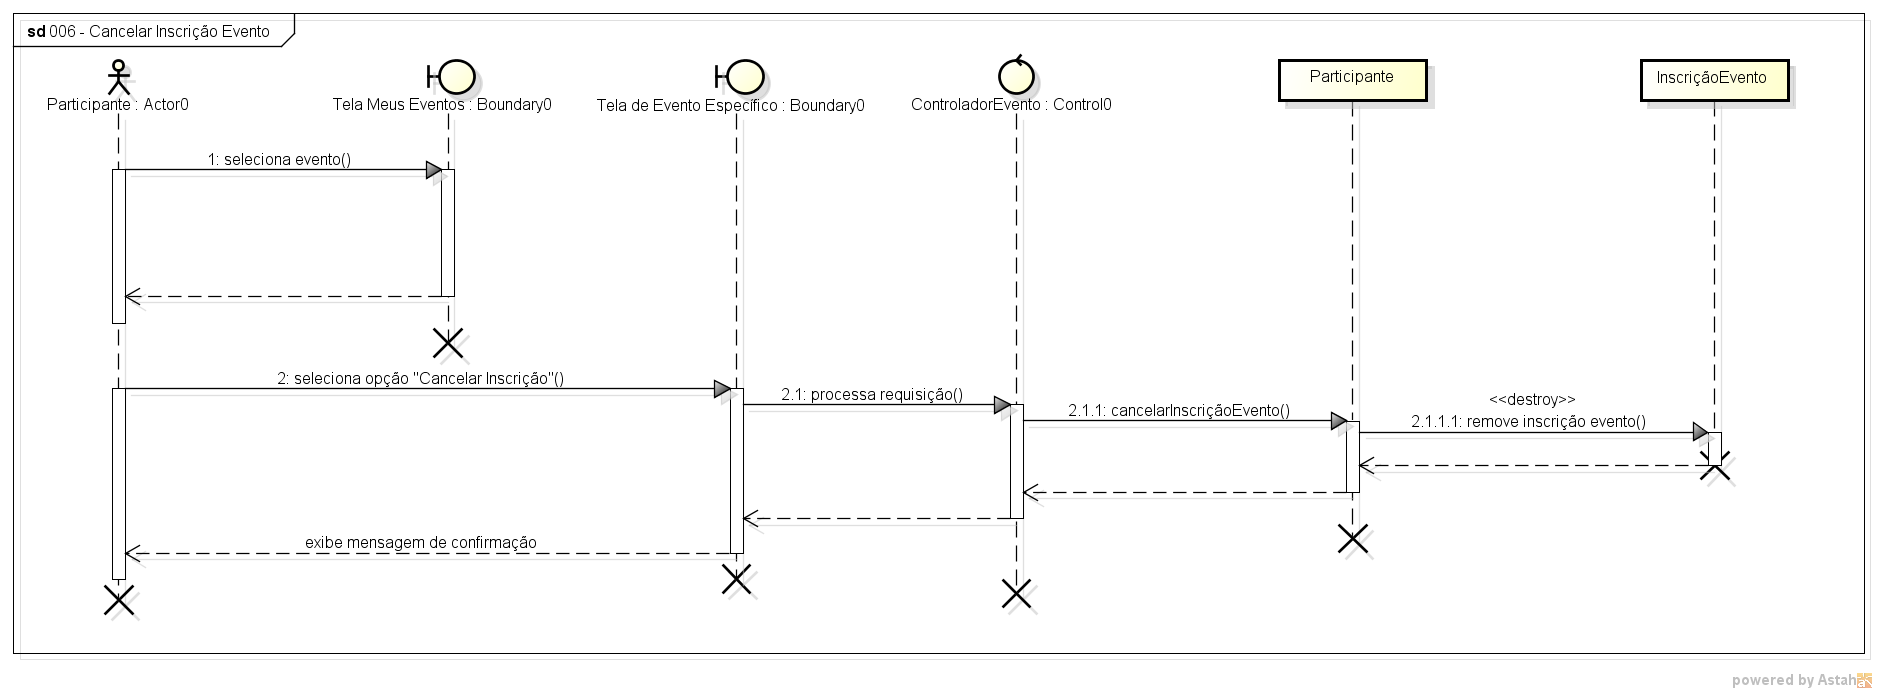 sd 006 - Cancelar Inscrição Evento
Participante : Actor0
Tela Meus Eventos : Boundary0
Tela de Evento Específico : Boundary0
ControladorEvento : Control0
Participante
InscriçãoEvento
1: seleciona evento()
2: seleciona opção "Cancelar Inscrição"()
2.1: processa requisição()
2.1.1: cancelarInscriçãoEvento()
<<destroy>>
2.1.1.1: remove inscrição evento()
exibe mensagem de confirmação
powered by Astah